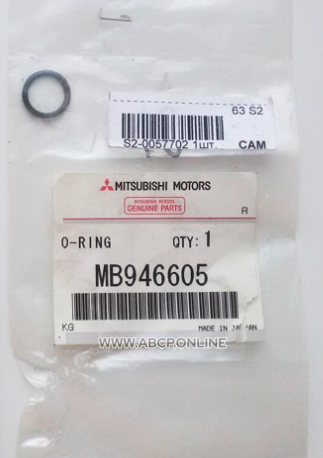 63 S2
S2-0057702 1шт. САМ
MITSUBISHI MOTORS
MITSUBISHI MOTORS
GENUINE PARTS
R
O-RING QTY: 1
MB946605
KG MADE IN JAPAN
WWW.ABCP.ONLINE